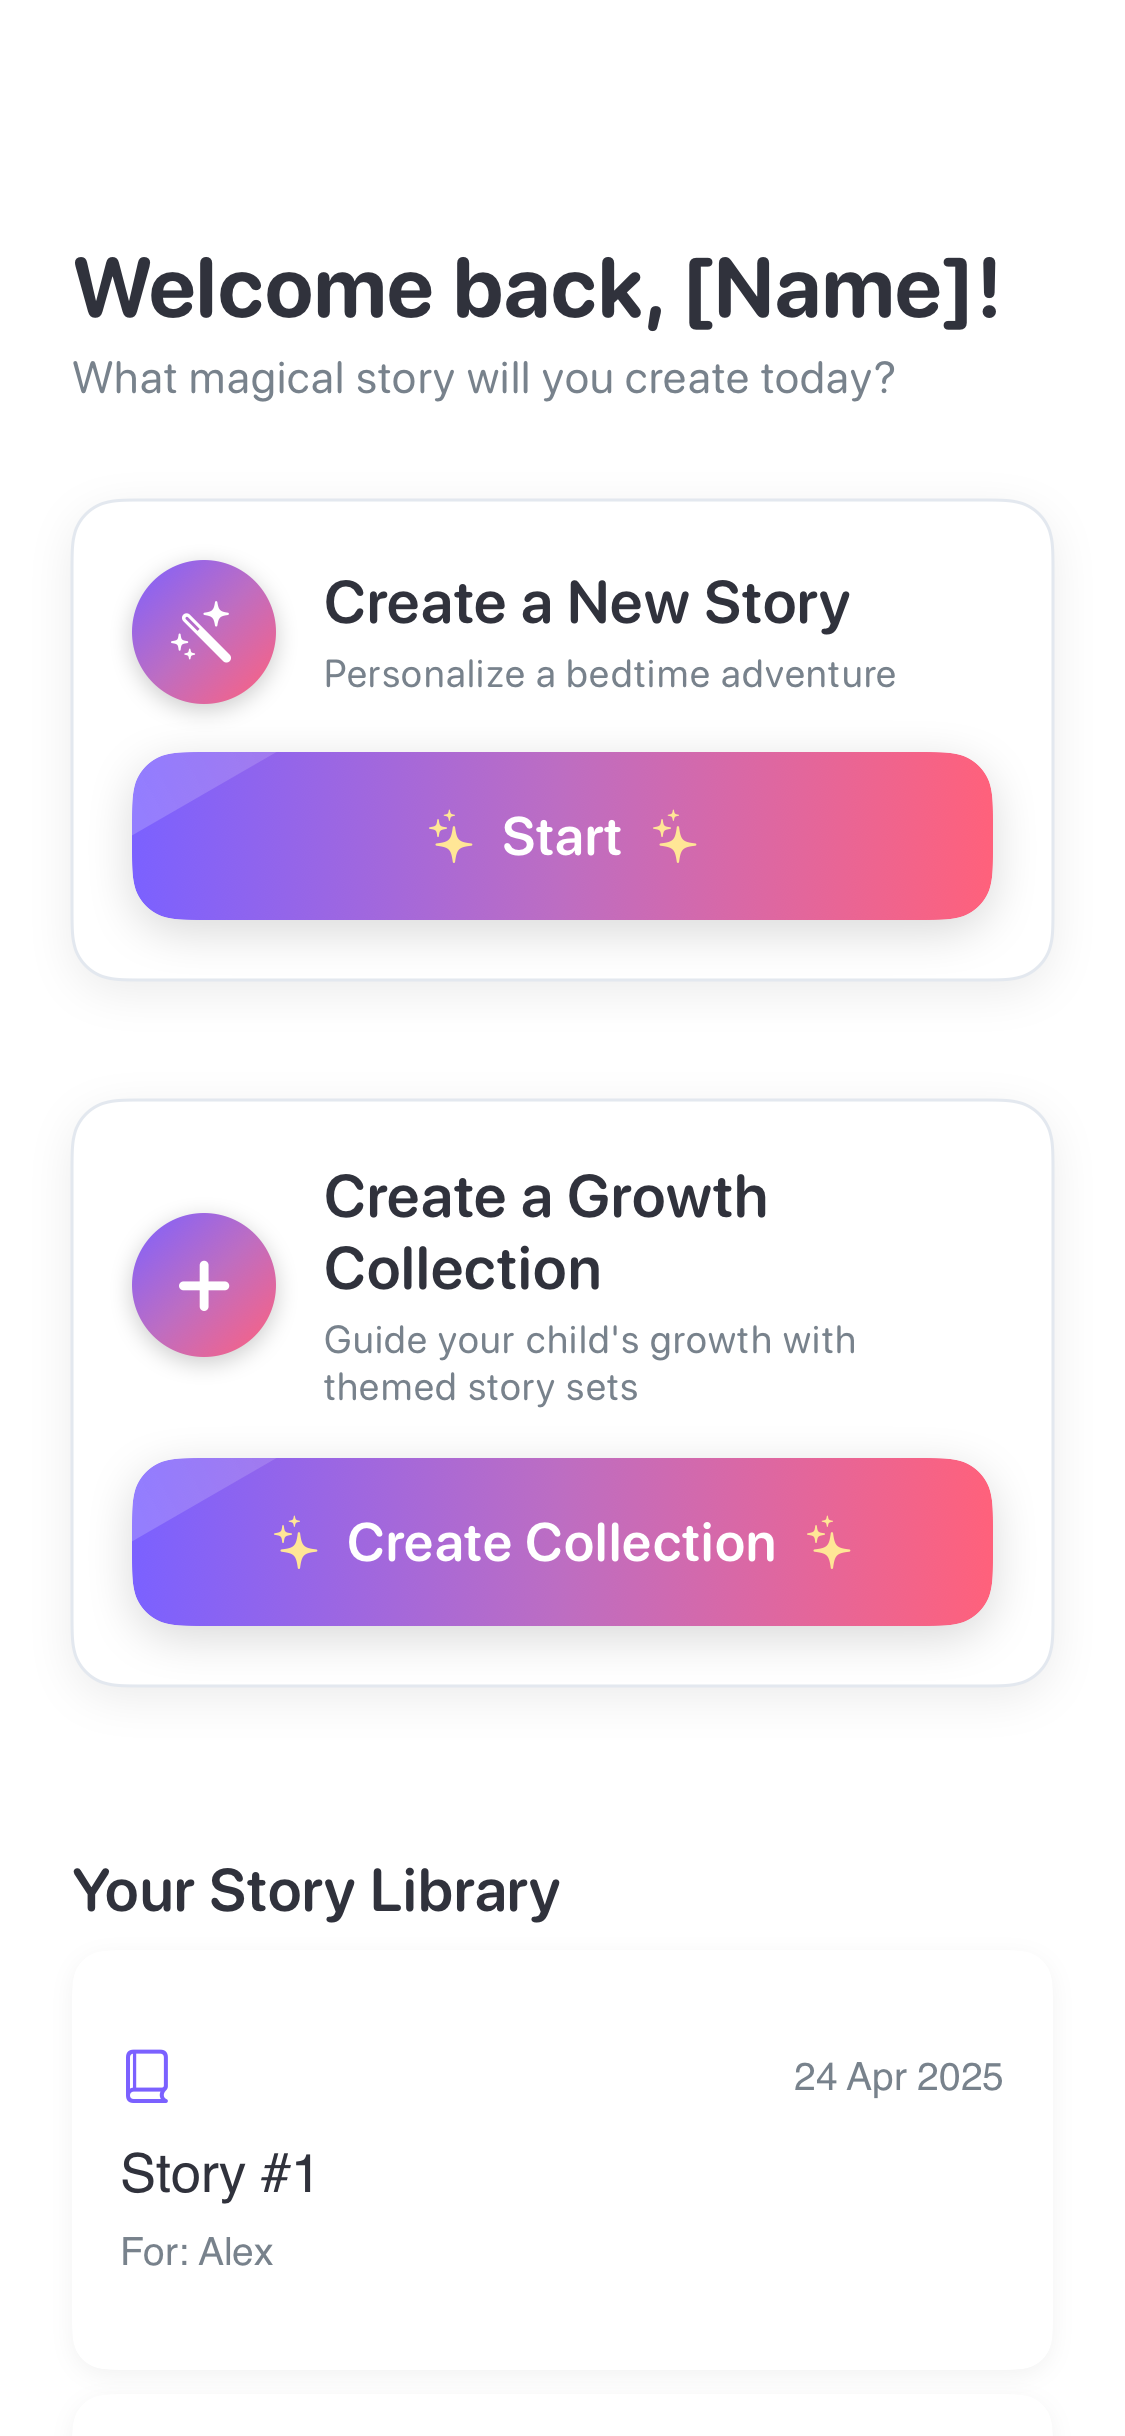 Welcome back, [Name]!
What magical story will you create today?
Create a New Story
Personalize a bedtime adventure
✨ Start ✨
Create a Growth
Collection
Guide your child's growth with
themed story sets
✨ Create Collection ✨
Your Story Library
24 Apr 2025
Story #1
For: Alex